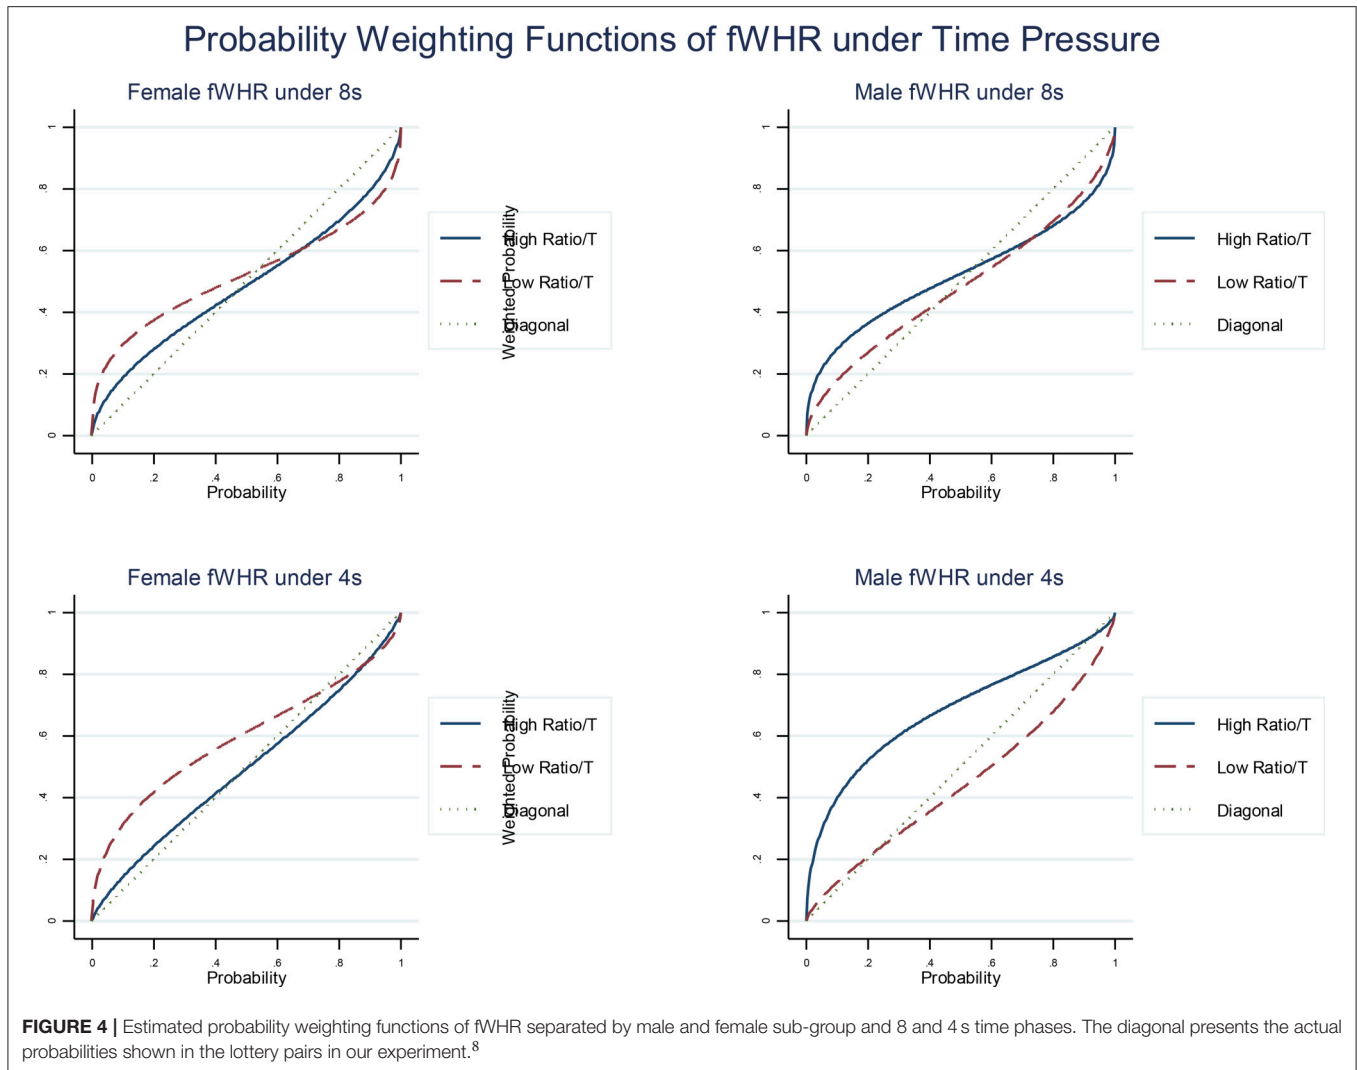 Probability Weighting Functions of fWHR under Time Pressure
Female fWHR under 8s
1
.8
.6
.4
.2
0
0 .2 .4 .6 .8 1
Probability
High Ratio/T
Low Ratio/T
Diagonal
Male fWHR under 8s
Weighted Probability
1
.8
.6
.4
.2
0
0 .2 .4 .6 .8 1
Probability
High Ratio/T
Low Ratio/T
Diagonal
Female fWHR under 4s
1
.8
.6
.4
.2
0
0 .2 .4 .6 .8 1
Probability
High Ratio/T
Low Ratio/T
Diagonal
Male fWHR under 4s
Weighted Probability
1
.8
.6
.4
.2
0
0 .2 .4 .6 .8 1
Probability
High Ratio/T
Low Ratio/T
Diagonal
FIGURE 4 | Estimated probability weighting functions of fWHR separated by male and female sub-group and 8 and 4 s time phases. The diagonal presents the actual
probabilities shown in the lottery pairs in our experiment.8